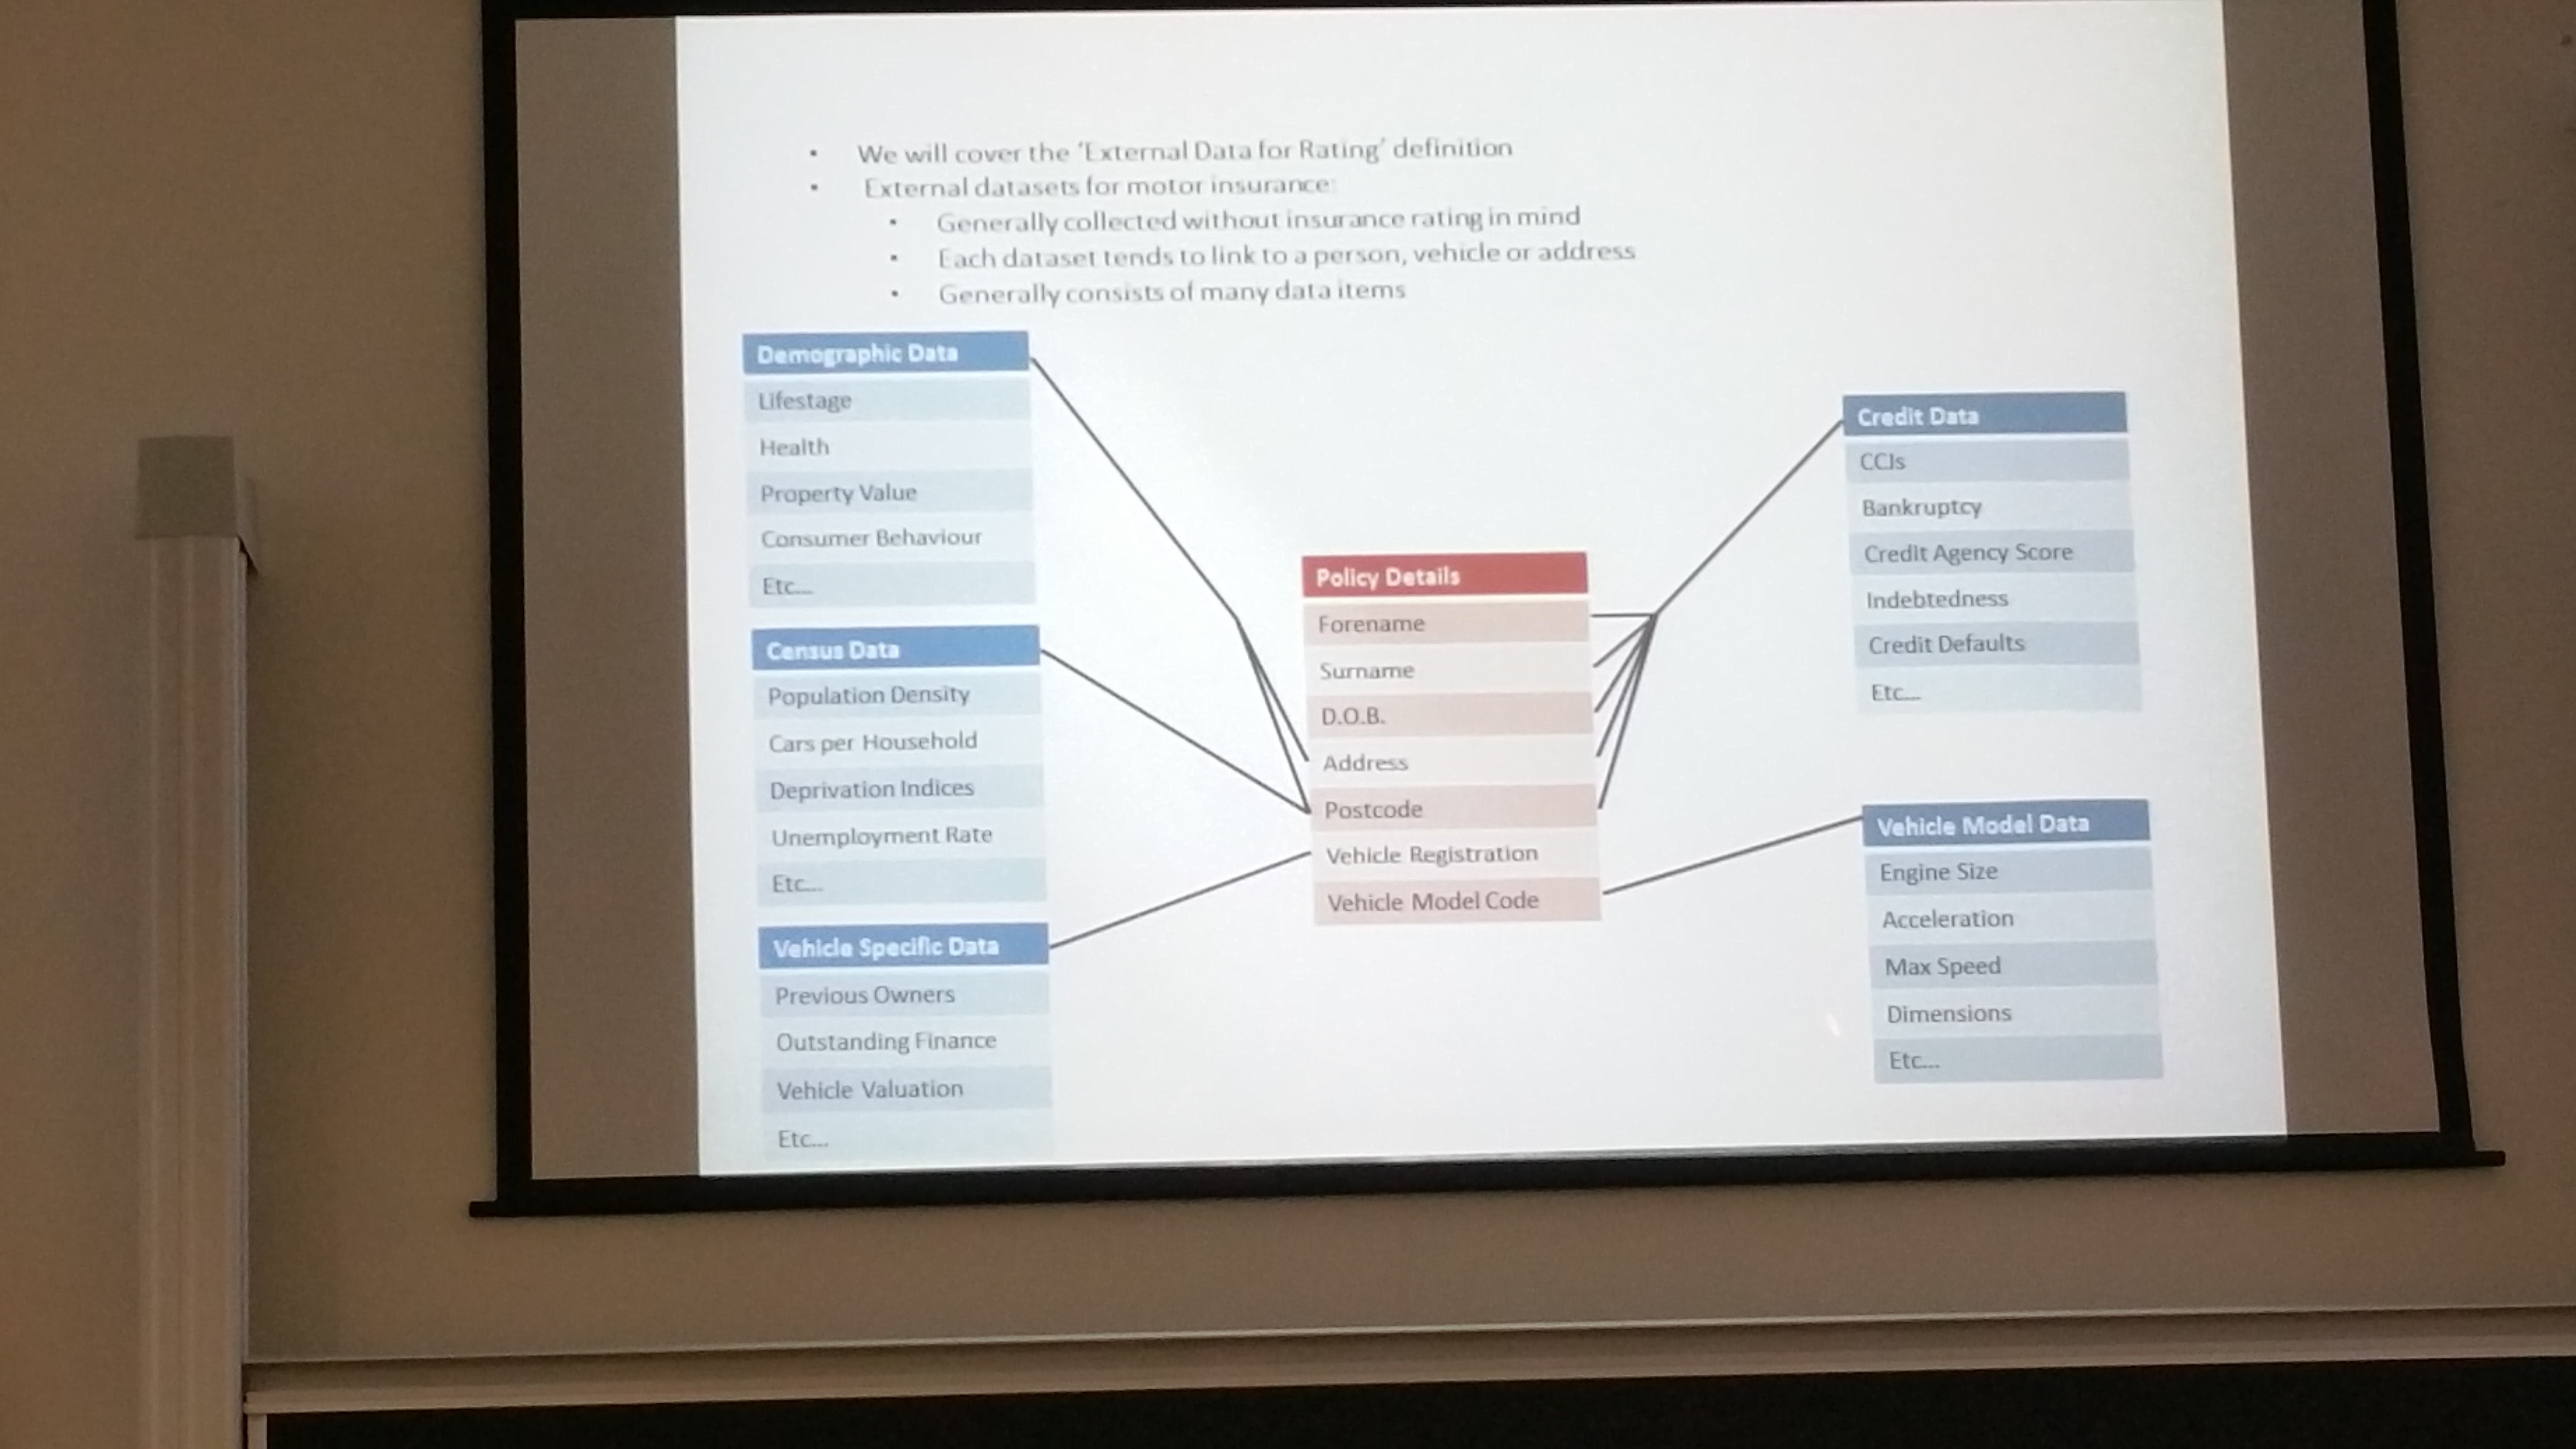 • We will cover the 'External Data for Rating' definition
• External datasets for motor insurance:
• Generally collected without insurance rating in mind
• Each dataset tends to link to a person, vehicle or address
• Generally consists of many data items
Demographic Data
Lifestage
Health
Property Value
Consumer Behaviour
Etc...
Census Data
Population Density
Cars per Household
Deprivation Indices
Unemployment Rate
Etc...
Vehicle Specific Data
Previous Owners
Outstanding Finance
Vehicle Valuation
Etc...
Policy Details
Forename
Surname
D.O.B.
Address
Postcode
Vehicle Registration
Vehicle Model Code
Credit Data
CCJs
Bankruptcy
Credit Agency Score
Indebtedness
Credit Defaults
Etc...
Vehicle Model Data
Engine Size
Acceleration
Max Speed
Dimensions
Etc...